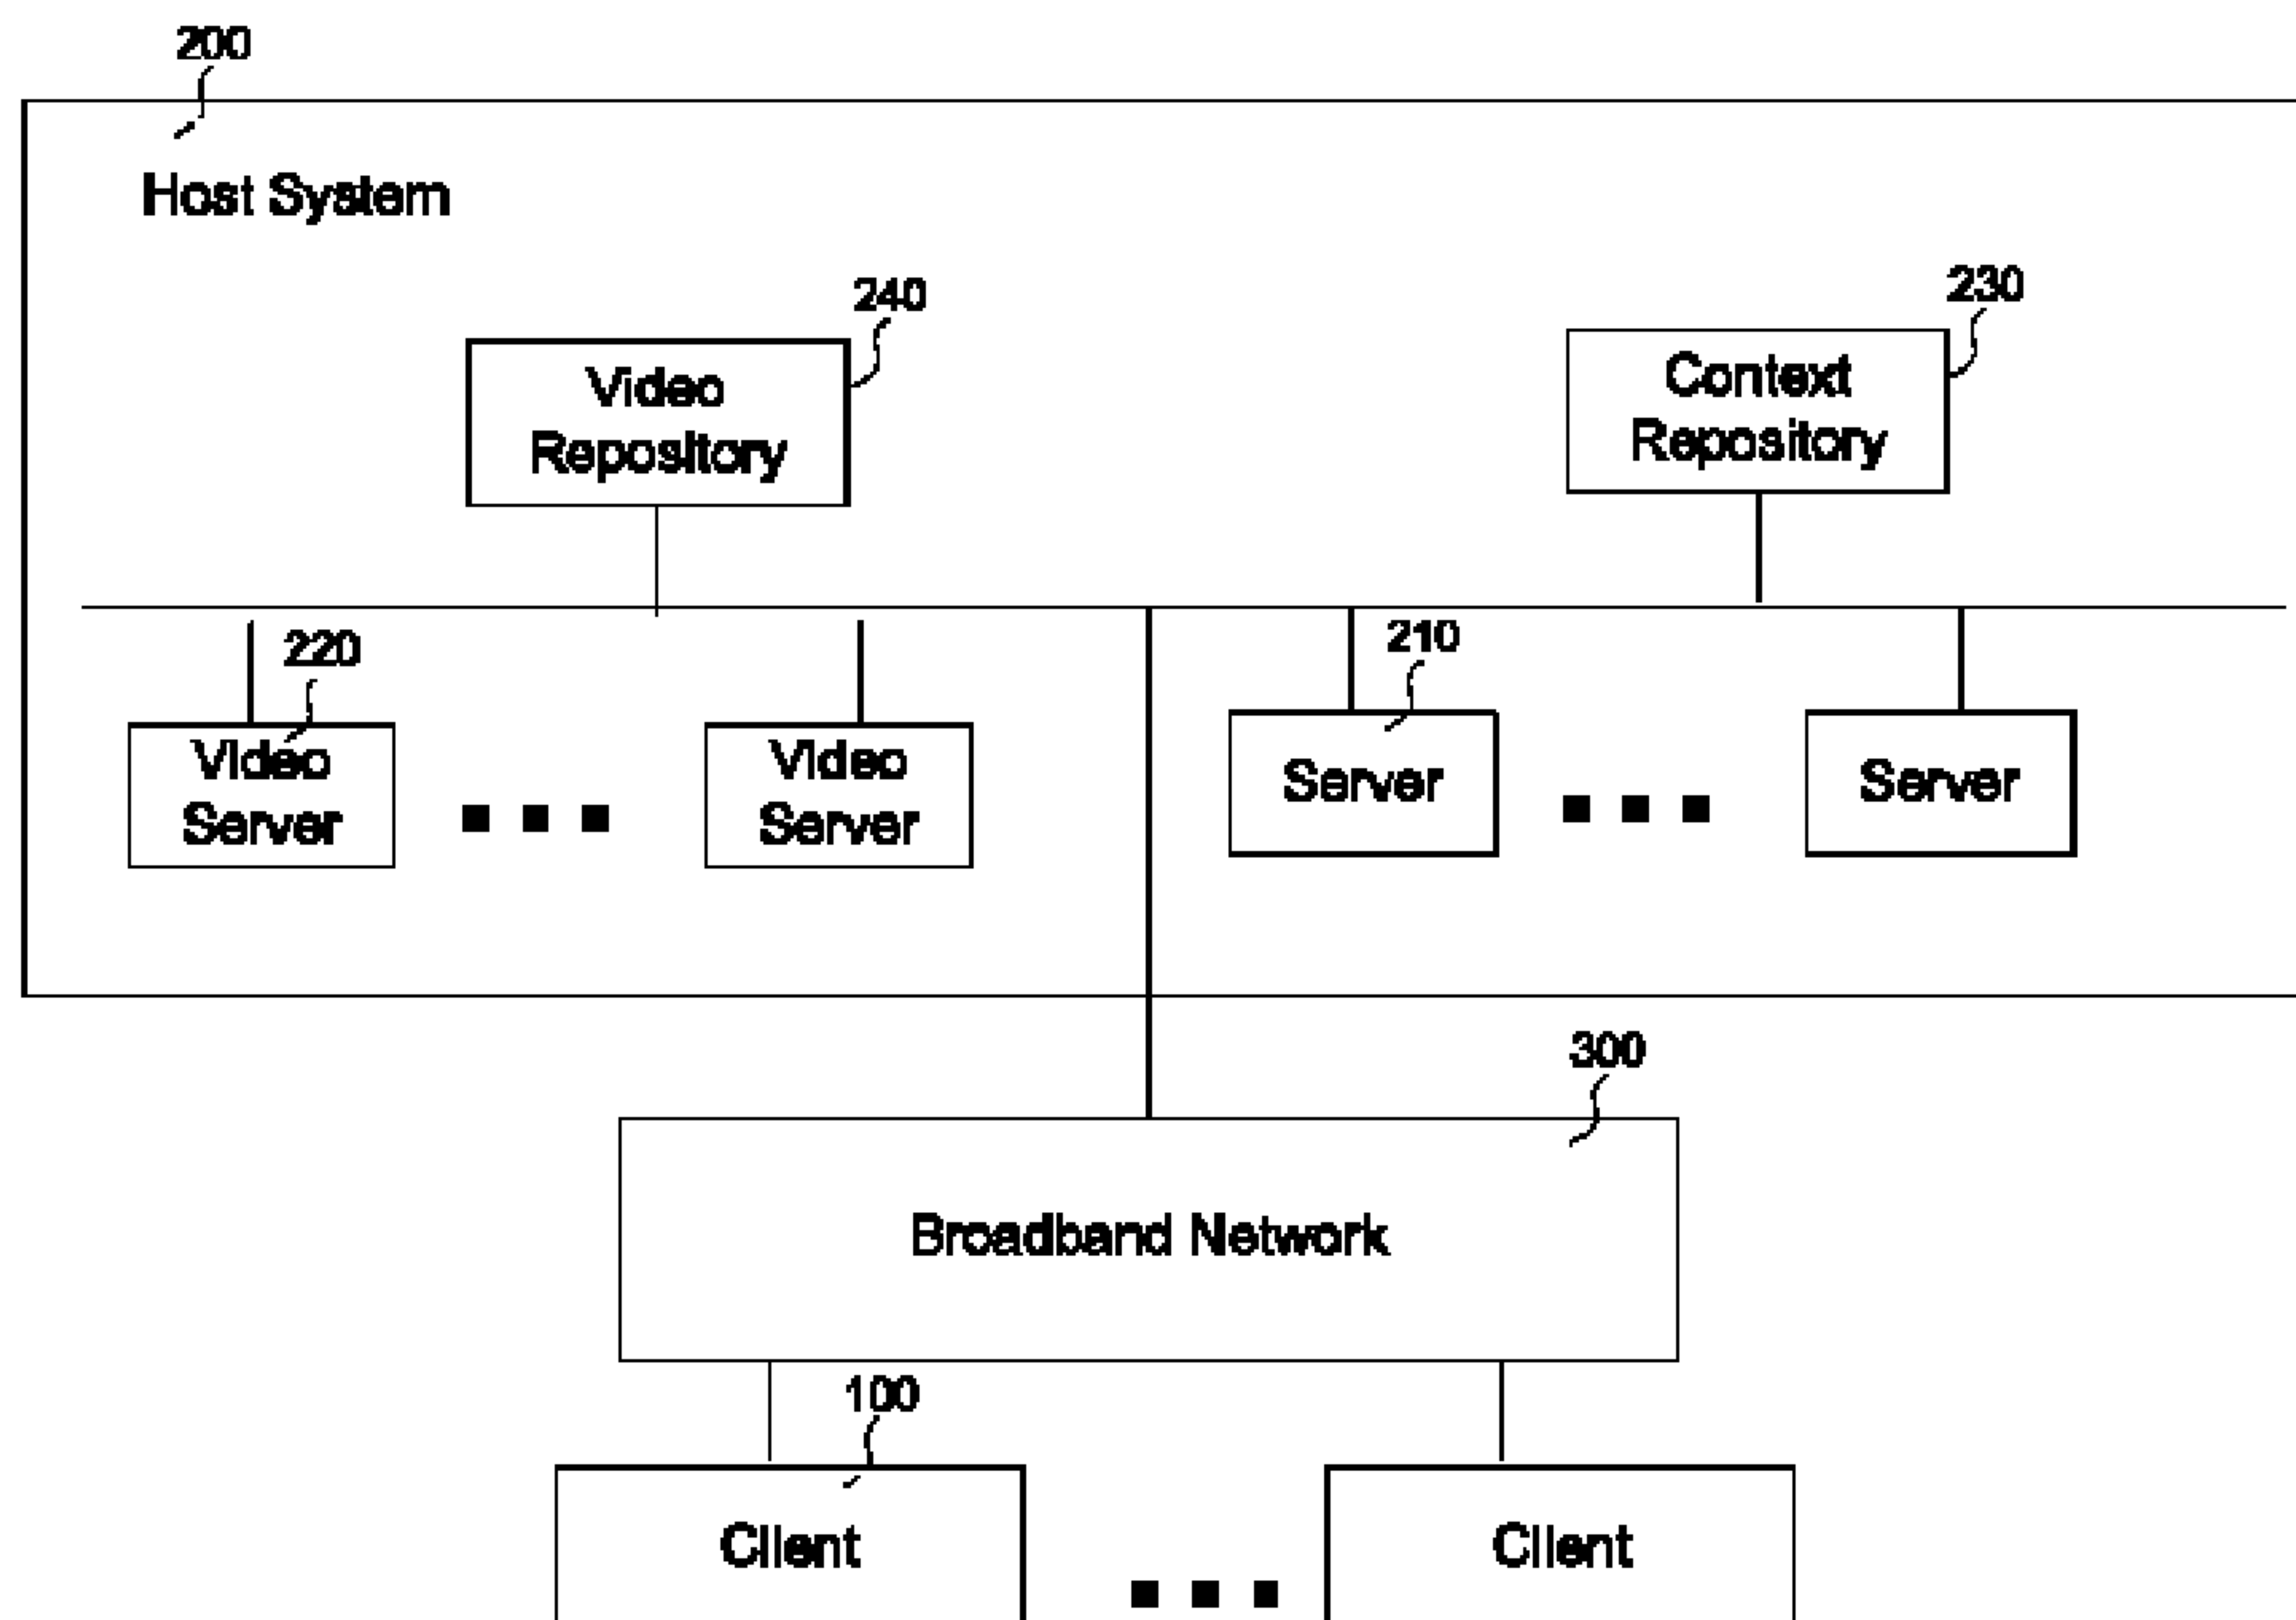 200
Host System
240
230
Video
Repository
Context
Repository
220
210
Video
Server
Video
Server
Server
Server
300
Broadband Network
100
Client
Client